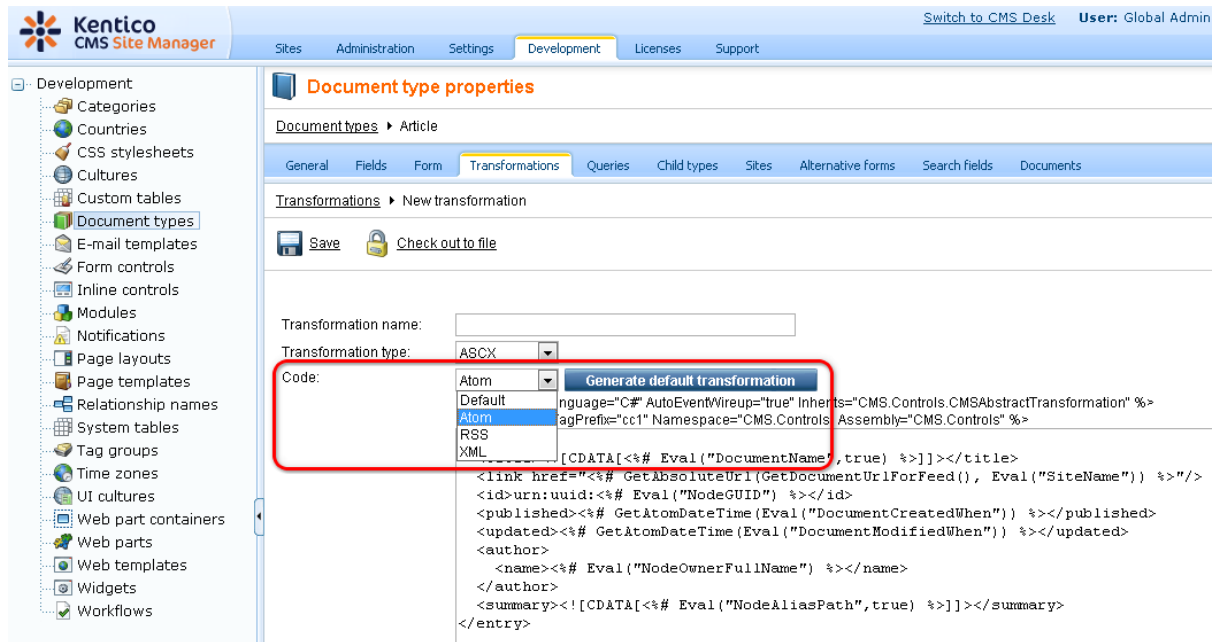 Switch to CMS Desk User: Global Admin
Kentico
CMS Site Manager
Sites Administration Settings Development Licenses Support
Development
Categories
Countries
CSS stylesheets
Cultures
Custom tables
Document types
E-mail templates
Form controls
Inline controls
Modules
Notifications
Page layouts
Page templates
Relationship names
System tables
Tag groups
Time zones
UI cultures
Web part containers
Web parts
Web templates
Widgets
Workflows
Document type properties
Document types Article
General Fields Form Transformations Queries Child types Sites Alternative forms Search fields Documents
Transformations New transformation
Save Check out to file
Transformation name:
Transformation type: ASCX
Code: Atom Generate default transformation
Default
Atom
RSS
XML
nguage="C#" AutoEventWireup="true" Inherits="CMS.Controls.CMSAbstractTransformation" %>
agPrefix="cc1" Namespace="CMS.Controls" Assembly="CMS.Controls" %>
[CDATA[<%# Eval("DocumentName",true) %>]]></title>
<link href="<%# GetAbsoluteUrl(GetDocumentUrlForFeed(), Eval("SiteName")) %>"/>
<id>urn:uuid:<%# Eval("NodeGUID") %></id>
<published><%# GetAtomDateTime(Eval("DocumentCreatedWhen")) %></published>
<updated><%# GetAtomDateTime(Eval("DocumentModifiedWhen")) %></updated>
<author>
<name><%# Eval("NodeOwnerFullName") %></name>
</author>
<summary><![CDATA[<%# Eval("NodeAliasPath",true) %>]]></summary>
</entry>